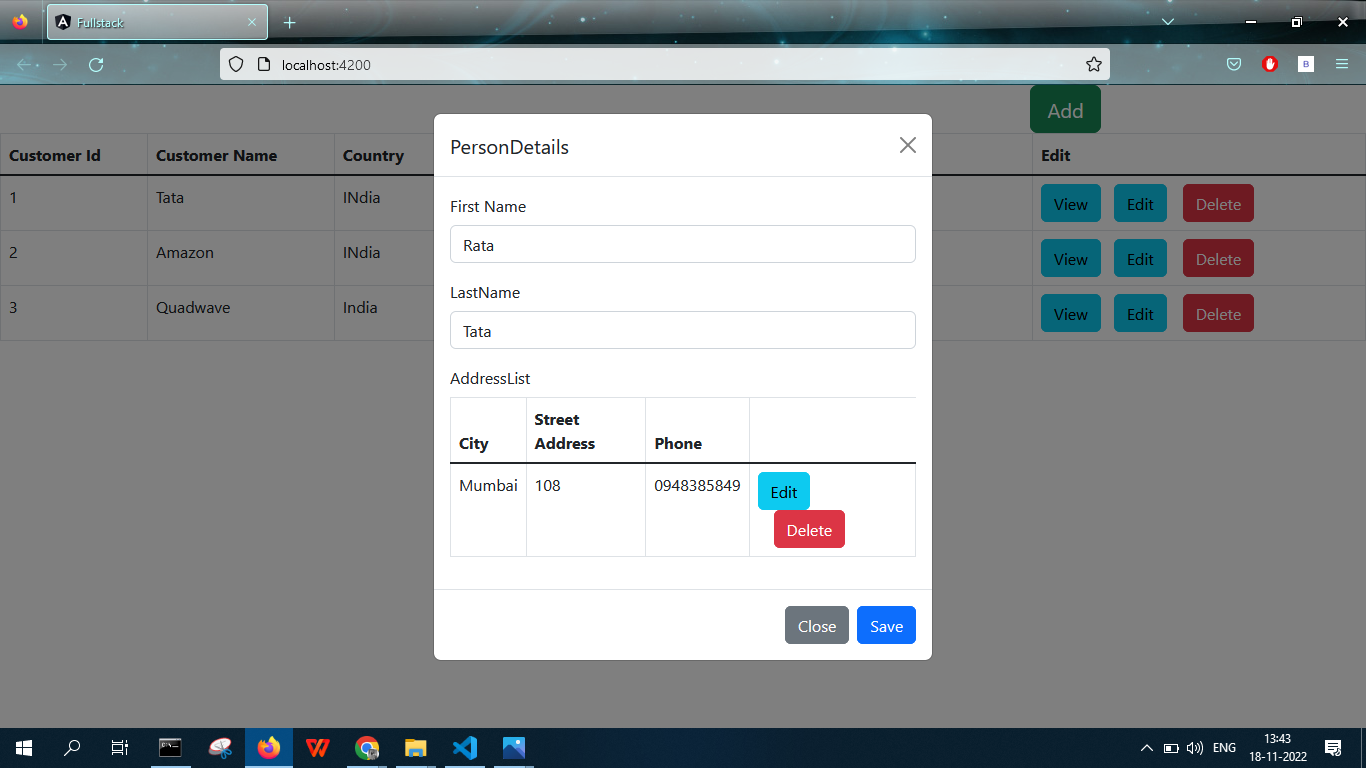 Fullstack
localhost:4200
Add
Customer Id Customer Name Country Edit
1 Tata INdia View Edit Delete
2 Amazon INdia View Edit Delete
3 Quadwave India View Edit Delete
PersonDetails
First Name
Rata
LastName
Tata
AddressList
City Street Address Phone
Mumbai 108 0948385849 Edit
Delete
Close Save
ENG 13:43
18-11-2022